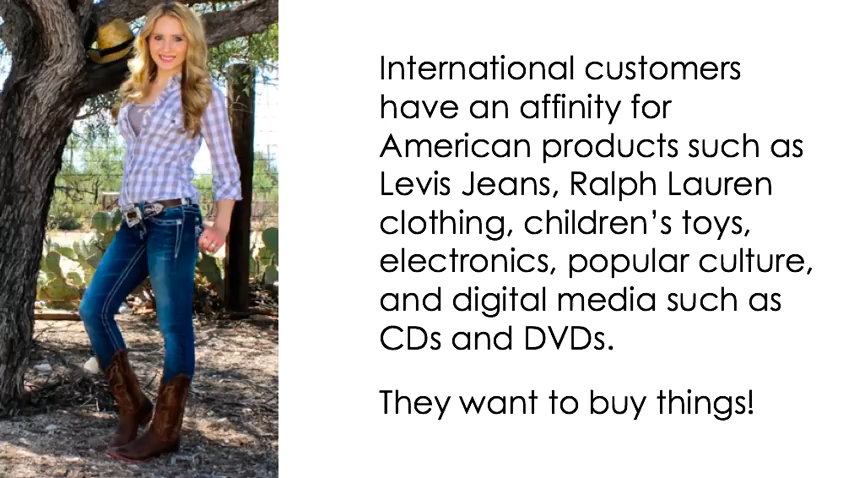 International customers
have an affinity for
American products such as
Levis Jeans, Ralph Lauren
clothing, children’s toys,
electronics, popular culture,
and digital media such as
CDs and DVDs.
They want to buy things!